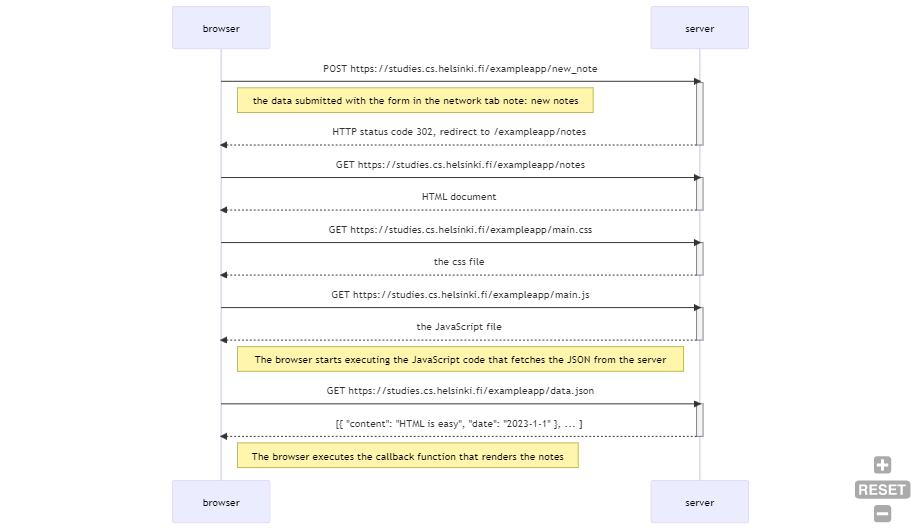 browser
server
POST https://studies.cs.helsinki.fi/exampleapp/new_note
the data submitted with the form in the network tab note: new notes
HTTP status code 302, redirect to /exampleapp/notes
GET https://studies.cs.helsinki.fi/exampleapp/notes
HTML document
GET https://studies.cs.helsinki.fi/exampleapp/main.css
the css file
GET https://studies.cs.helsinki.fi/exampleapp/main.js
the JavaScript file
The browser starts executing the JavaScript code that fetches the JSON from the server
GET https://studies.cs.helsinki.fi/exampleapp/data.json
[{ "content": "HTML is easy", "date": "2023-1-1" }, ... ]
The browser executes the callback function that renders the notes
browser
server
RESET